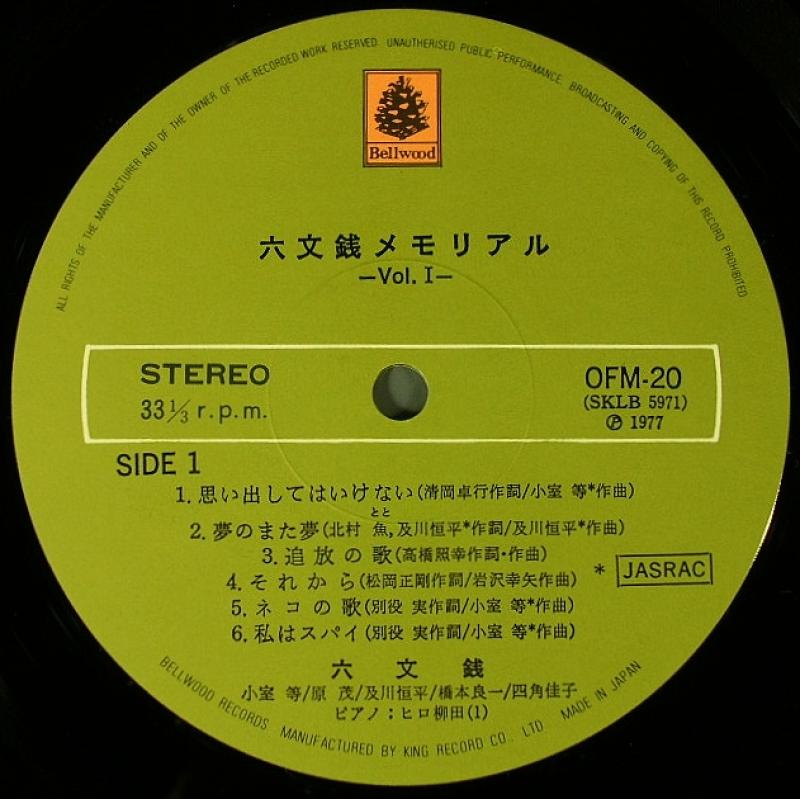 ALL RIGHTS OF THE MANUFACTURER AND OF THE OWNER OF THE RECORDED WORK RESERVED. UNAUTHORISED PUBLIC PERFORMANCE, BROADCASTING AND COPYING OF THIS RECORD PROHIBITED
Bellwood
六文銭メモリアル
—Vol. I—
STEREO
33 1/3 r.p.m.
OFM-20
(SKLB 5971)
Ⓟ 1977
SIDE 1
1. 思い出してはいけない(清岡卓行作詞/小室 等*作曲)
とと
2. 夢のまた夢(北村 魚,及川恒平*作詞/及川恒平*作曲)
3. 追放の歌(高橋照幸作詞・作曲)
4. それから(松岡正剛作詞/岩沢幸矢作曲)
* JASRAC
5. ネコの歌(別役 実作詞/小室 等*作曲)
6. 私はスパイ(別役 実作詞/小室 等*作曲)
六文銭
小室 等/原 茂/及川恒平/橋本良一/四角佳子
ピアノ;ヒロ柳田(1)
BELLWOOD RECORDS MANUFACTURED BY KING RECORD CO., LTD. MADE IN JAPAN